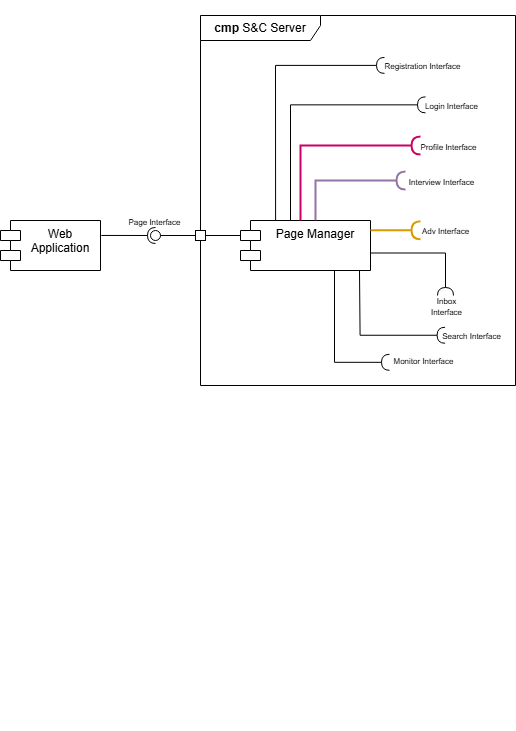 cmp S&C Server
Registration Interface
Login Interface
Profile Interface
Interview Interface
Page Interface
Web
Application
Page Manager
Adv Interface
Inbox
Interface
Search Interface
Monitor Interface